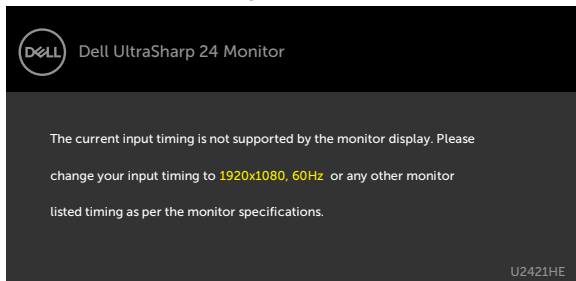 DELL
Dell UltraSharp 24 Monitor
The current input timing is not supported by the monitor display. Please
change your input timing to 1920x1080, 60Hz or any other monitor
listed timing as per the monitor specifications.
U2421HE